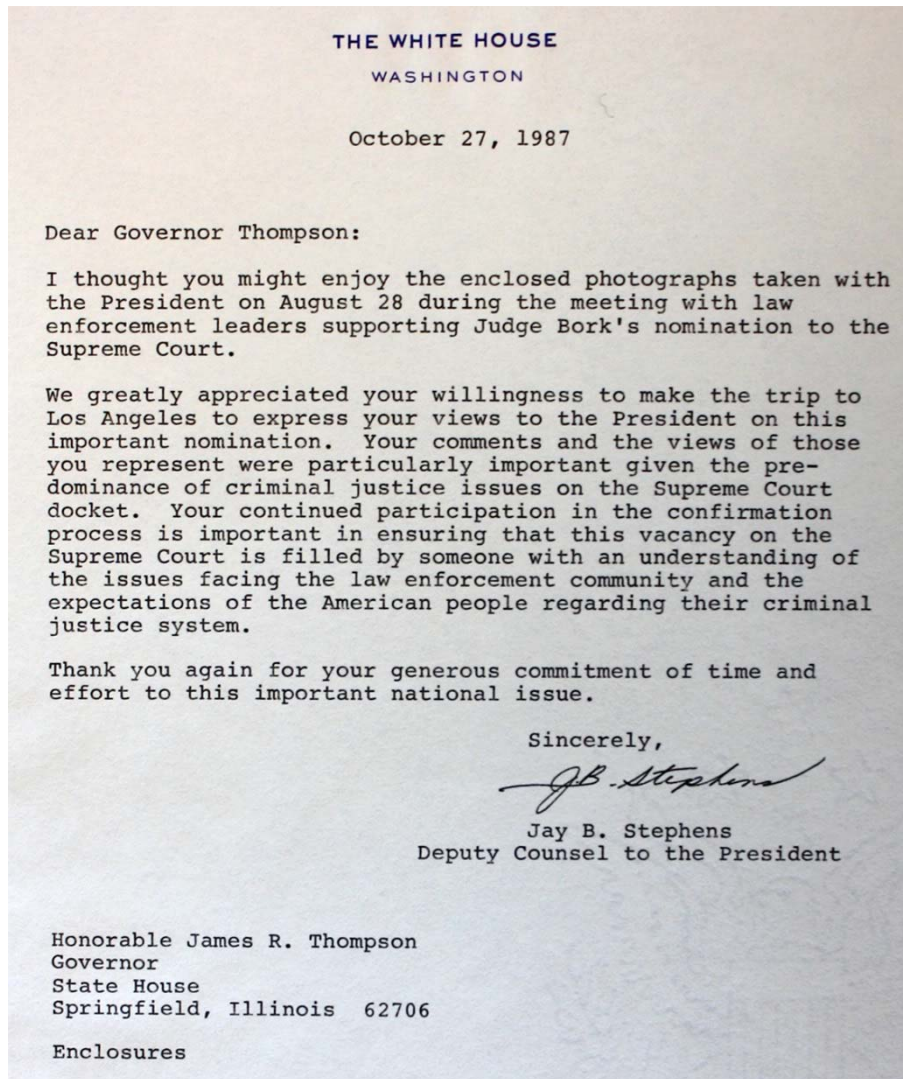 THE WHITE HOUSE
WASHINGTON
October 27, 1987
Dear Governor Thompson:
I thought you might enjoy the enclosed photographs taken with
the President on August 28 during the meeting with law
enforcement leaders supporting Judge Bork's nomination to the
Supreme Court.
We greatly appreciated your willingness to make the trip to
Los Angeles to express your views to the President on this
important nomination.  Your comments and the views of those
you represent were particularly important given the pre-
dominance of criminal justice issues on the Supreme Court
docket.  Your continued participation in the confirmation
process is important in ensuring that this vacancy on the
Supreme Court is filled by someone with an understanding of
the issues facing the law enforcement community and the
expectations of the American people regarding their criminal
justice system.
Thank you again for your generous commitment of time and
effort to this important national issue.
Sincerely,
J.B. Stephens
Jay B. Stephens
Deputy Counsel to the President
Honorable James R. Thompson
Governor
State House
Springfield, Illinois  62706
Enclosures